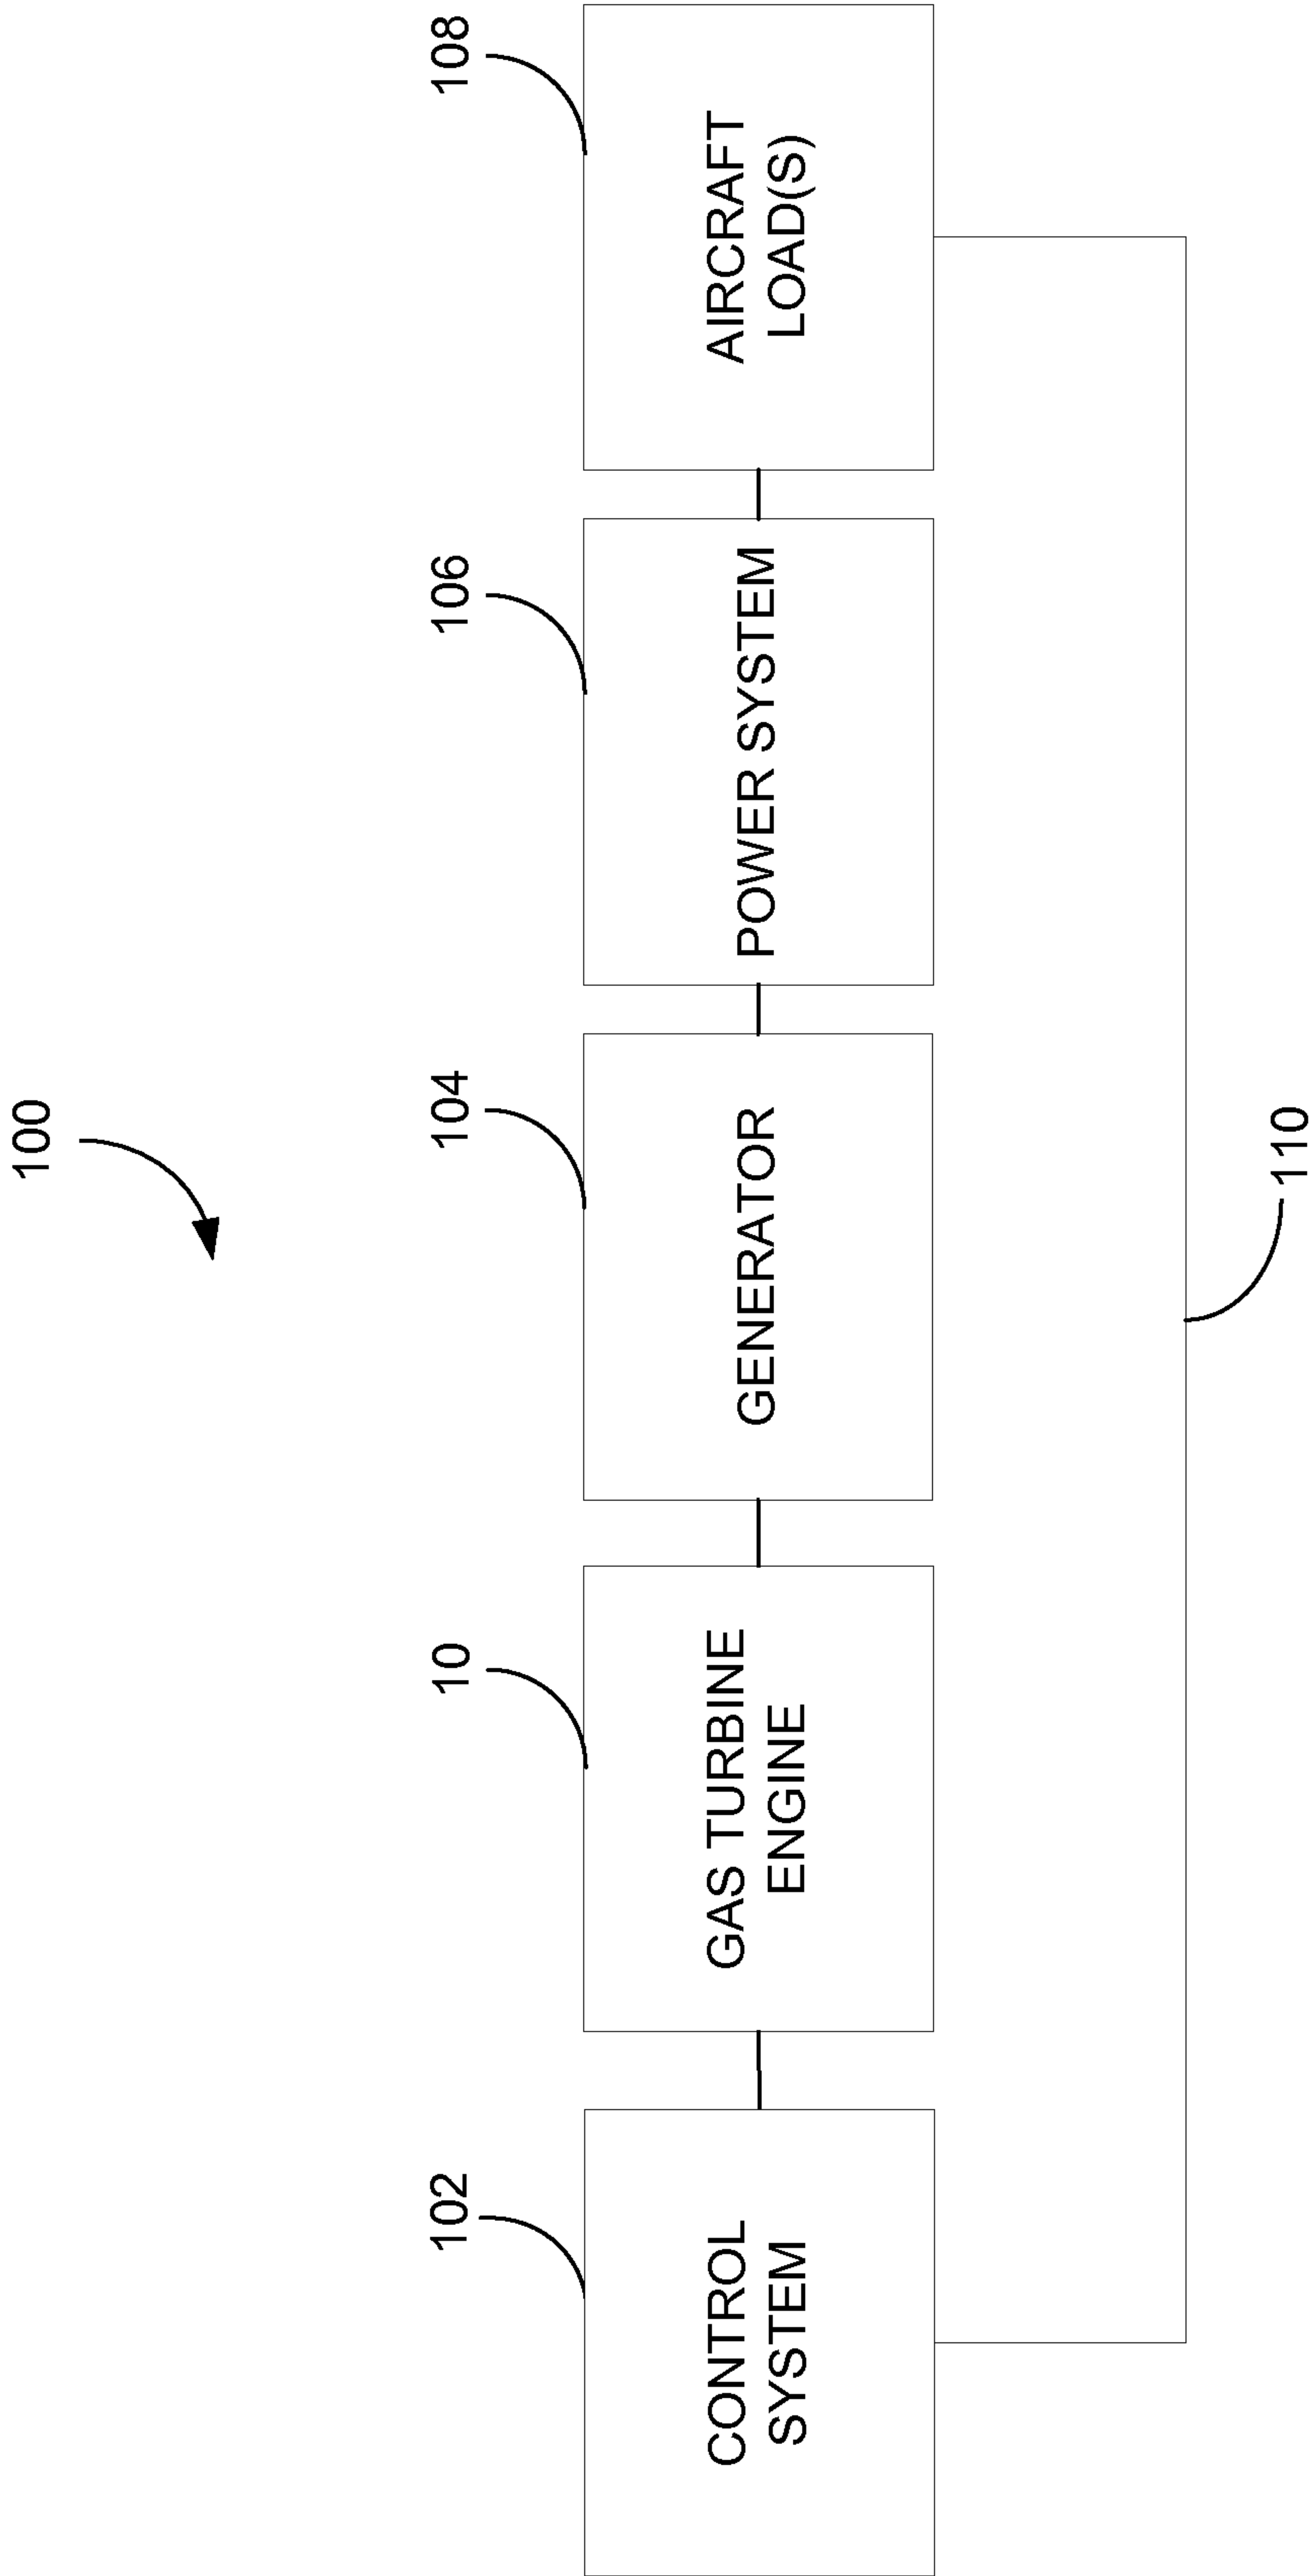 100
102
10
104
106
108
CONTROL
SYSTEM
GAS TURBINE
ENGINE
GENERATOR
POWER SYSTEM
AIRCRAFT
LOAD(S)
110